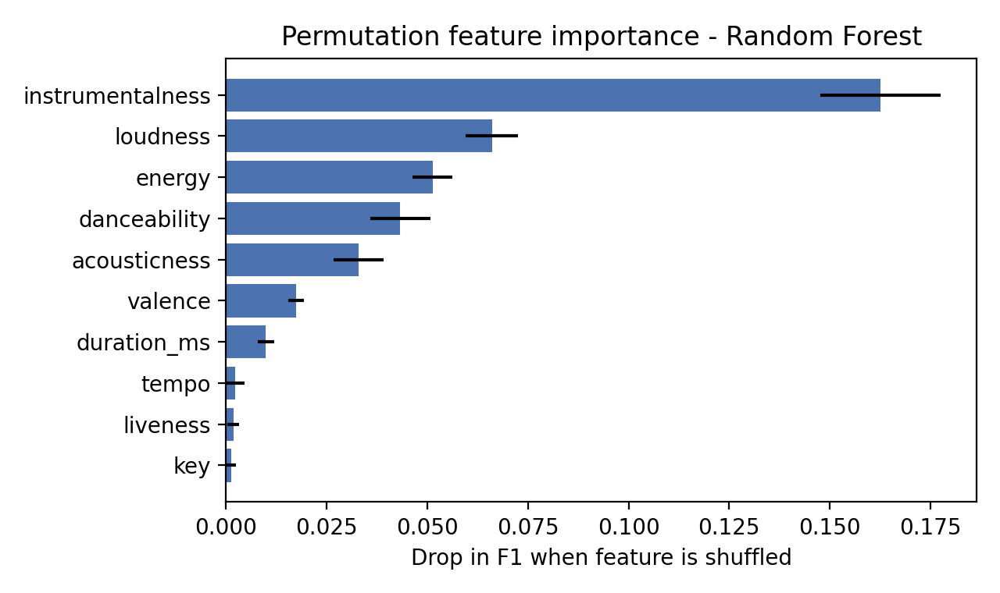 Permutation feature importance - Random Forest
instrumentalness
loudness
energy
danceability
acousticness
valence
duration_ms
tempo
liveness
key
0.000 0.025 0.050 0.075 0.100 0.125 0.150 0.175
Drop in F1 when feature is shuffled